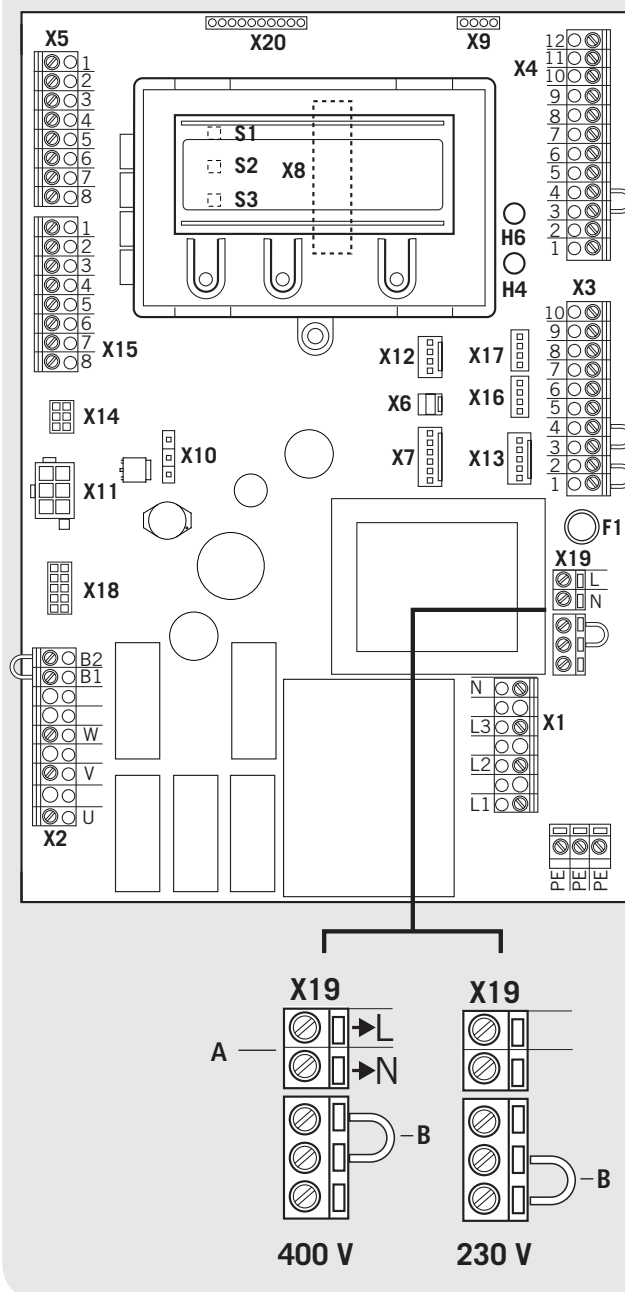 X5
X20
X9
X4
1
2
3
4
5
6
7
8
12
11
10
9
8
7
6
5
4
3
2
1
S1
S2
S3
X8
H6
H4
1
2
3
4
5
6
7
8
X15
X3
10
9
8
7
6
5
4
3
2
1
X12
X17
X6
X16
X7
X13
X14
X10
X11
X18
F1
X19
L
N
B2
B1
W
V
U
X2
N
L3
L2
L1
X1
PE
PE
PE
X19
X19
A
L
N
B
B
400 V
230 V